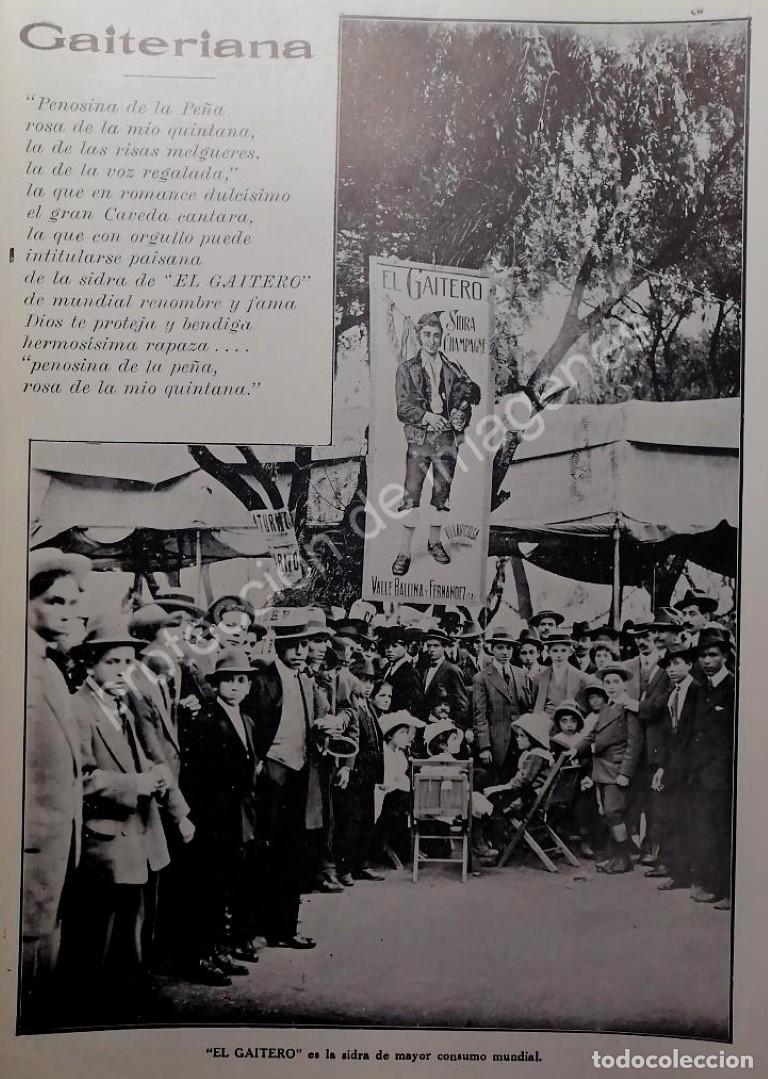 Gaiteriana
"Penosina de la Peña
rosa de la mio quintana,
la de las risas melgueres,
la de la voz regalada,"
la que en romance dulcísimo
el gran Caveda cantara,
la que con orgullo puede
intitularse paisana
de la sidra de "EL GAITERO"
de mundial renombre y fama
Dios te proteja y bendiga
hermosísima rapaza....
"penosina de la peña,
rosa de la mio quintana."
EL GAITERO
SIDRA
CHAMPAGNE
VILLAVICIOSA
VALLE BALLINA Y FERNANDEZ
protección de imagenes
"EL GAITERO" es la sidra de mayor consumo mundial.
todocoleccion